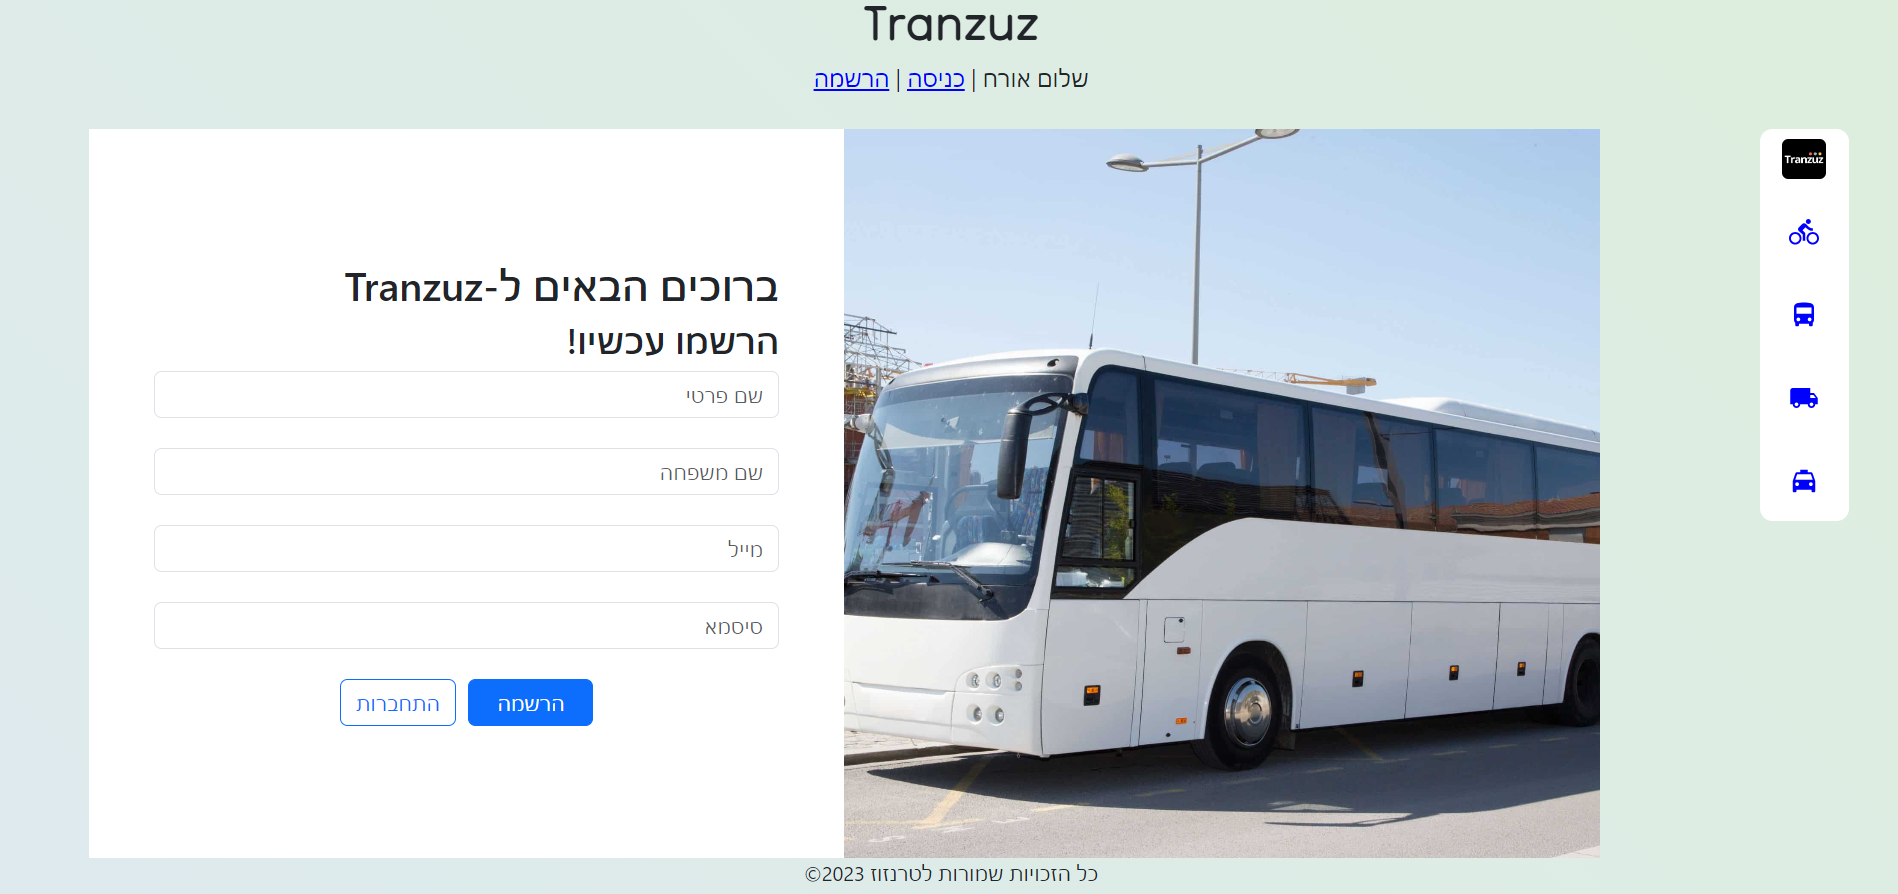 Tranzuz
שלום אורח | כניסה | הרשמה
Tranzuz
ברוכים הבאים ל-Tranzuz
הרשמו עכשיו!
שם פרטי
שם משפחה
מייל
סיסמא
הרשמה
התחברות
כל הזכויות שמורות לטרנזוז 2023©